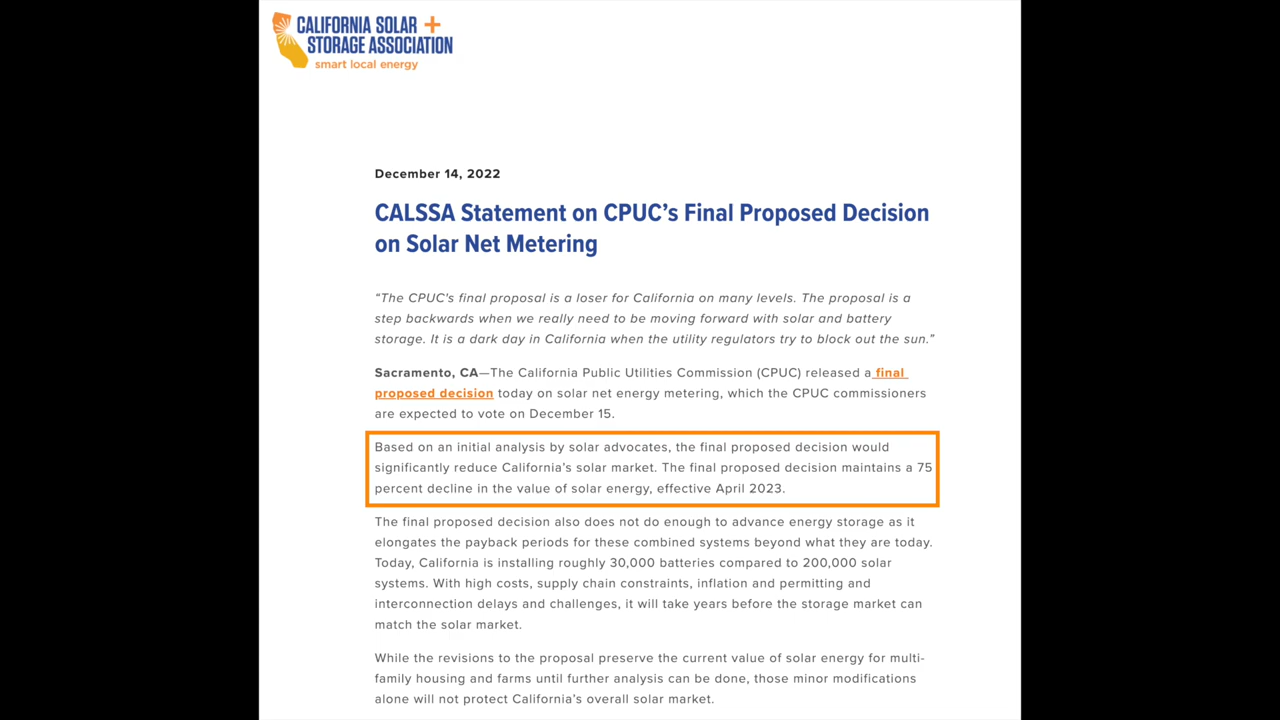 CALIFORNIA SOLAR +
STORAGE ASSOCIATION
smart local energy
December 14, 2022
CALSSA Statement on CPUC’s Final Proposed Decision
on Solar Net Metering
“The CPUC's final proposal is a loser for California on many levels. The proposal is a
step backwards when we really need to be moving forward with solar and battery
storage. It is a dark day in California when the utility regulators try to block out the sun.”
Sacramento, CA—The California Public Utilities Commission (CPUC) released a final
proposed decision today on solar net energy metering, which the CPUC commissioners
are expected to vote on December 15.
Based on an initial analysis by solar advocates, the final proposed decision would
significantly reduce California’s solar market. The final proposed decision maintains a 75
percent decline in the value of solar energy, effective April 2023.
The final proposed decision also does not do enough to advance energy storage as it
elongates the payback periods for these combined systems beyond what they are today.
Today, California is installing roughly 30,000 batteries compared to 200,000 solar
systems. With high costs, supply chain constraints, inflation and permitting and
interconnection delays and challenges, it will take years before the storage market can
match the solar market.
While the revisions to the proposal preserve the current value of solar energy for multi-
family housing and farms until further analysis can be done, those minor modifications
alone will not protect California’s overall solar market.